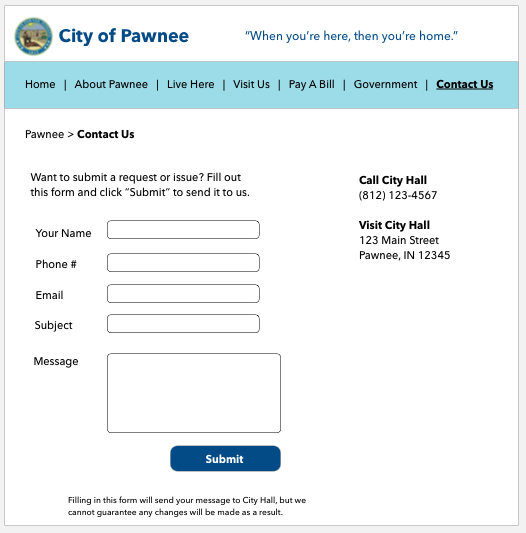 City of Pawnee
“When you’re here, then you’re home.”
Home | About Pawnee | Live Here | Visit Us | Pay A Bill | Government | Contact Us
Pawnee > Contact Us
Want to submit a request or issue? Fill out
this form and click “Submit” to send it to us.
Your Name
Phone #
Email
Subject
Message
Submit
Filling in this form will send your message to City Hall, but we
cannot guarantee any changes will be made as a result.
Call City Hall
(812) 123-4567
Visit City Hall
123 Main Street
Pawnee, IN 12345